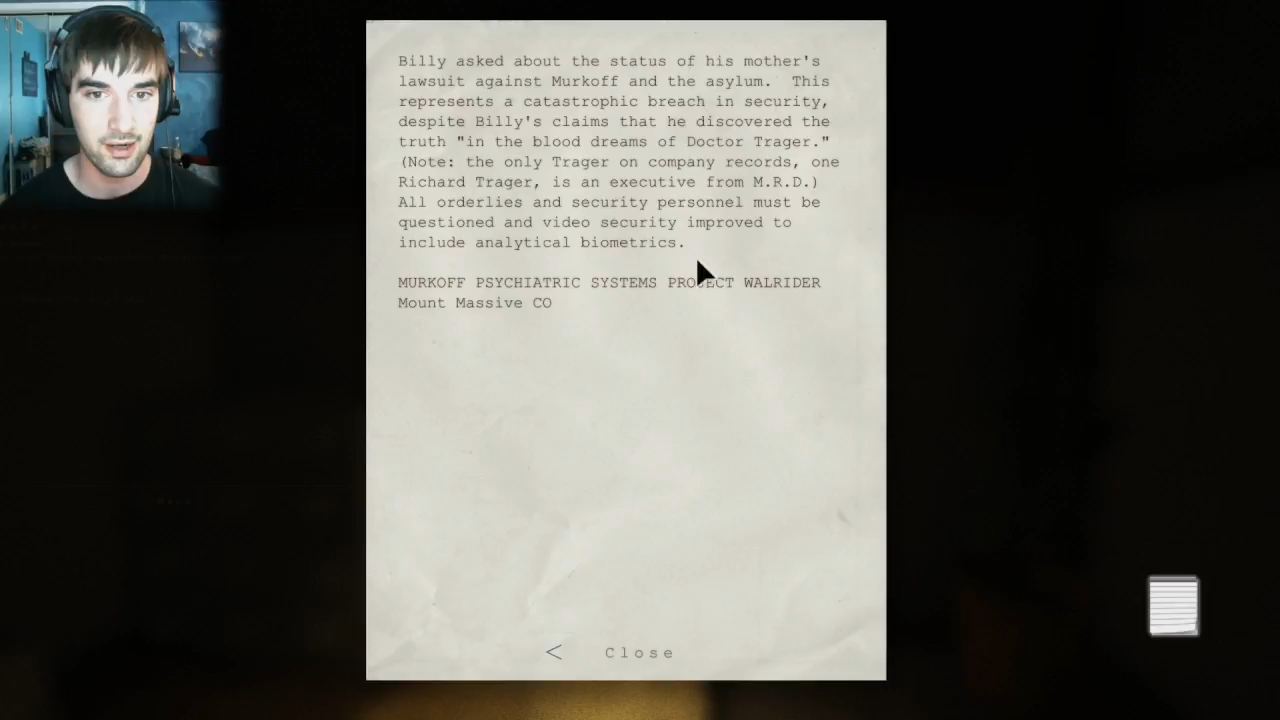 Billy asked about the status of his mother's
lawsuit against Murkoff and the asylum.  This
represents a catastrophic breach in security,
despite Billy's claims that he discovered the
truth "in the blood dreams of Doctor Trager."
(Note: the only Trager on company records, one
Richard Trager, is an executive from M.R.D.)
All orderlies and security personnel must be
questioned and video security improved to
include analytical biometrics.

MURKOFF PSYCHIATRIC SYSTEMS PROJECT WALRIDER
Mount Massive CO
< Close